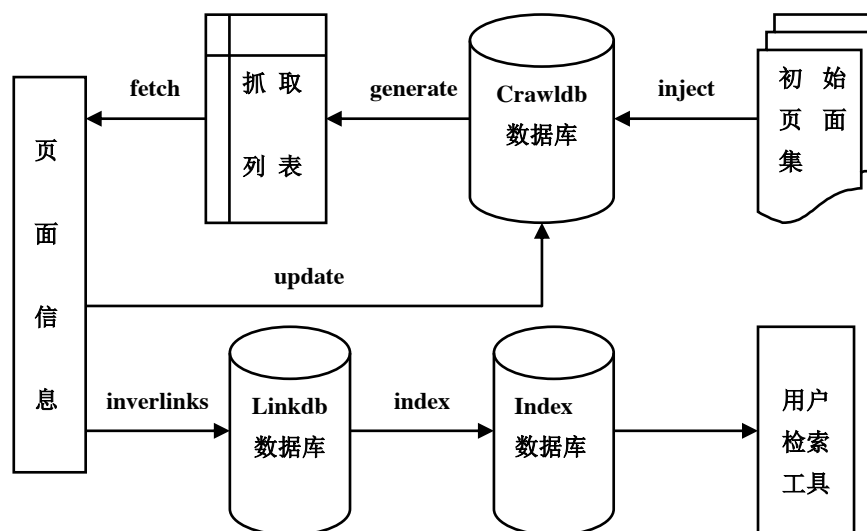 fetch
抓 取
列 表
generate
Crawldb
数据库
inject
初 始
页 面
集
页
面
信
息
update
inverlinks
Linkdb
数据库
index
Index
数据库
用户
检索
工具